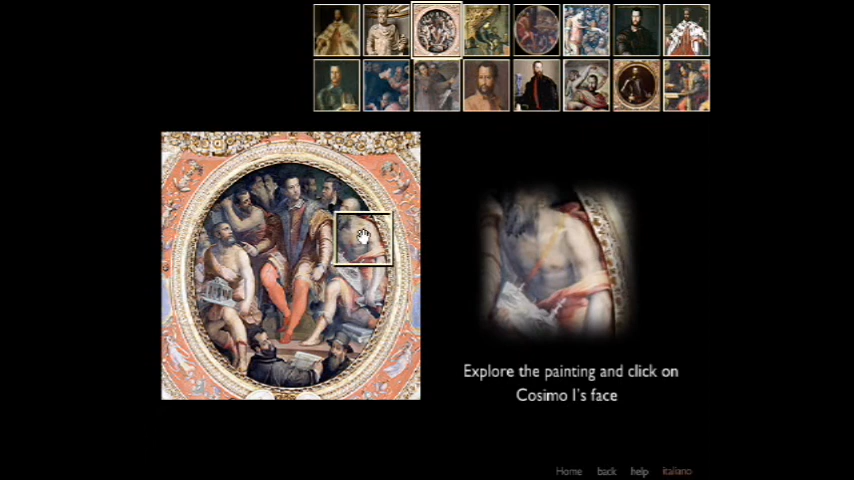 Explore the painting and click on
Cosimo I's face
Home back help italiano